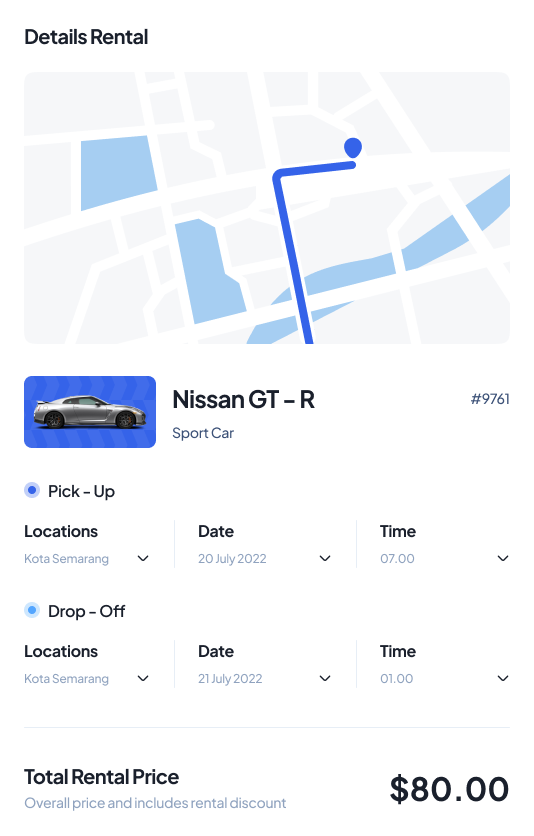 Details Rental
Nissan GT – R
#9761
Sport Car
Pick - Up
Locations
Date
Time
Kota Semarang
20 July 2022
07.00
Drop - Off
Locations
Date
Time
Kota Semarang
21 July 2022
01.00
Total Rental Price
$80.00
Overall price and includes rental discount